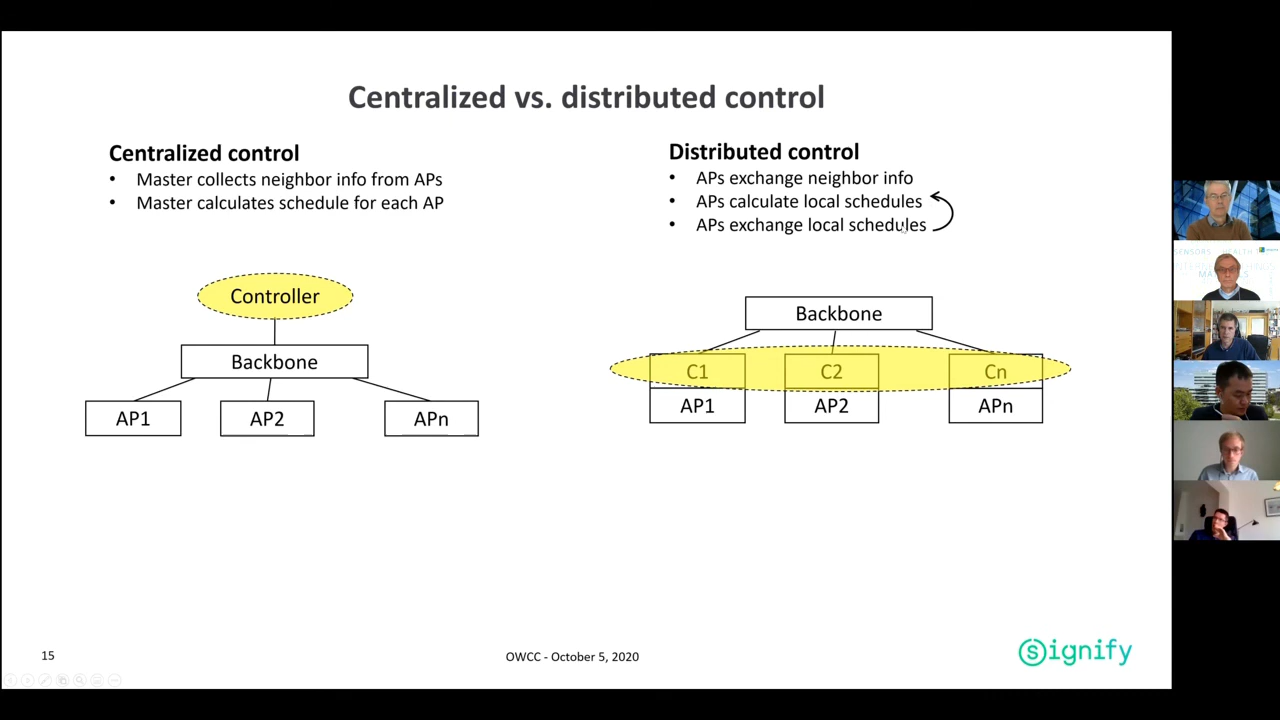 Centralized vs. distributed control
Centralized control
• Master collects neighbor info from APs
• Master calculates schedule for each AP
Controller
Backbone
AP1 AP2 APn
Distributed control
• APs exchange neighbor info
• APs calculate local schedules
• APs exchange local schedules
Backbone
C1 C2 Cn
AP1 AP2 APn
15
OWCC - October 5, 2020
Signify